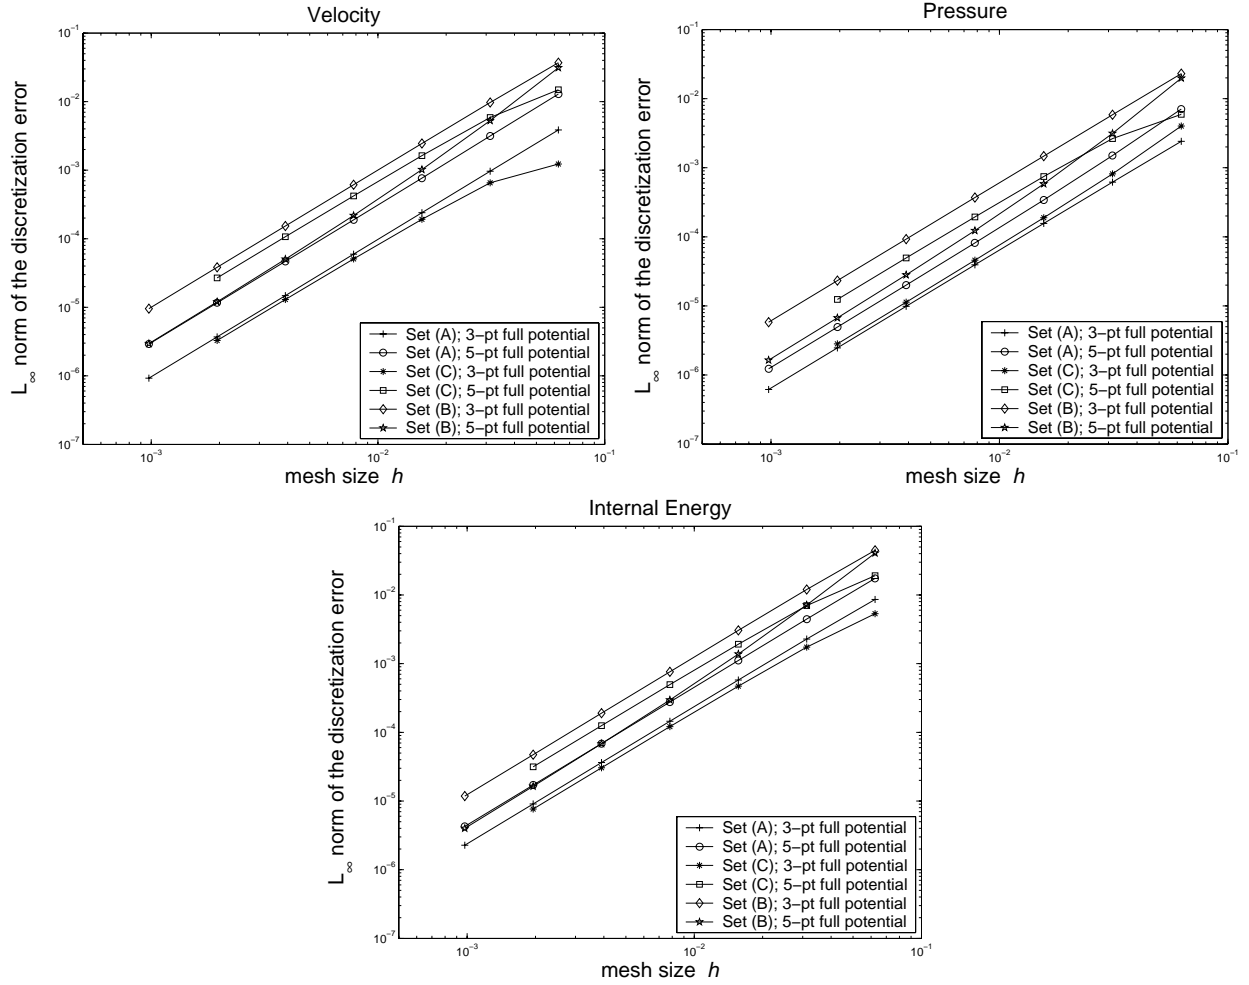 Velocity
L∞ norm of the discretization error
10⁻¹
10⁻²
10⁻³
10⁻⁴
10⁻⁵
10⁻⁶
10⁻⁷
Set (A); 3−pt full potential
Set (A); 5−pt full potential
Set (C); 3−pt full potential
Set (C); 5−pt full potential
Set (B); 3−pt full potential
Set (B); 5−pt full potential
10⁻³ 10⁻² 10⁻¹
mesh size h
Pressure
L∞ norm of the discretization error
10⁻¹
10⁻²
10⁻³
10⁻⁴
10⁻⁵
10⁻⁶
10⁻⁷
Set (A); 3−pt full potential
Set (A); 5−pt full potential
Set (C); 3−pt full potential
Set (C); 5−pt full potential
Set (B); 3−pt full potential
Set (B); 5−pt full potential
10⁻³ 10⁻² 10⁻¹
mesh size h
Internal Energy
L∞ norm of the discretization error
10⁻¹
10⁻²
10⁻³
10⁻⁴
10⁻⁵
10⁻⁶
10⁻⁷
Set (A); 3−pt full potential
Set (A); 5−pt full potential
Set (C); 3−pt full potential
Set (C); 5−pt full potential
Set (B); 3−pt full potential
Set (B); 5−pt full potential
10⁻³ 10⁻² 10⁻¹
mesh size h